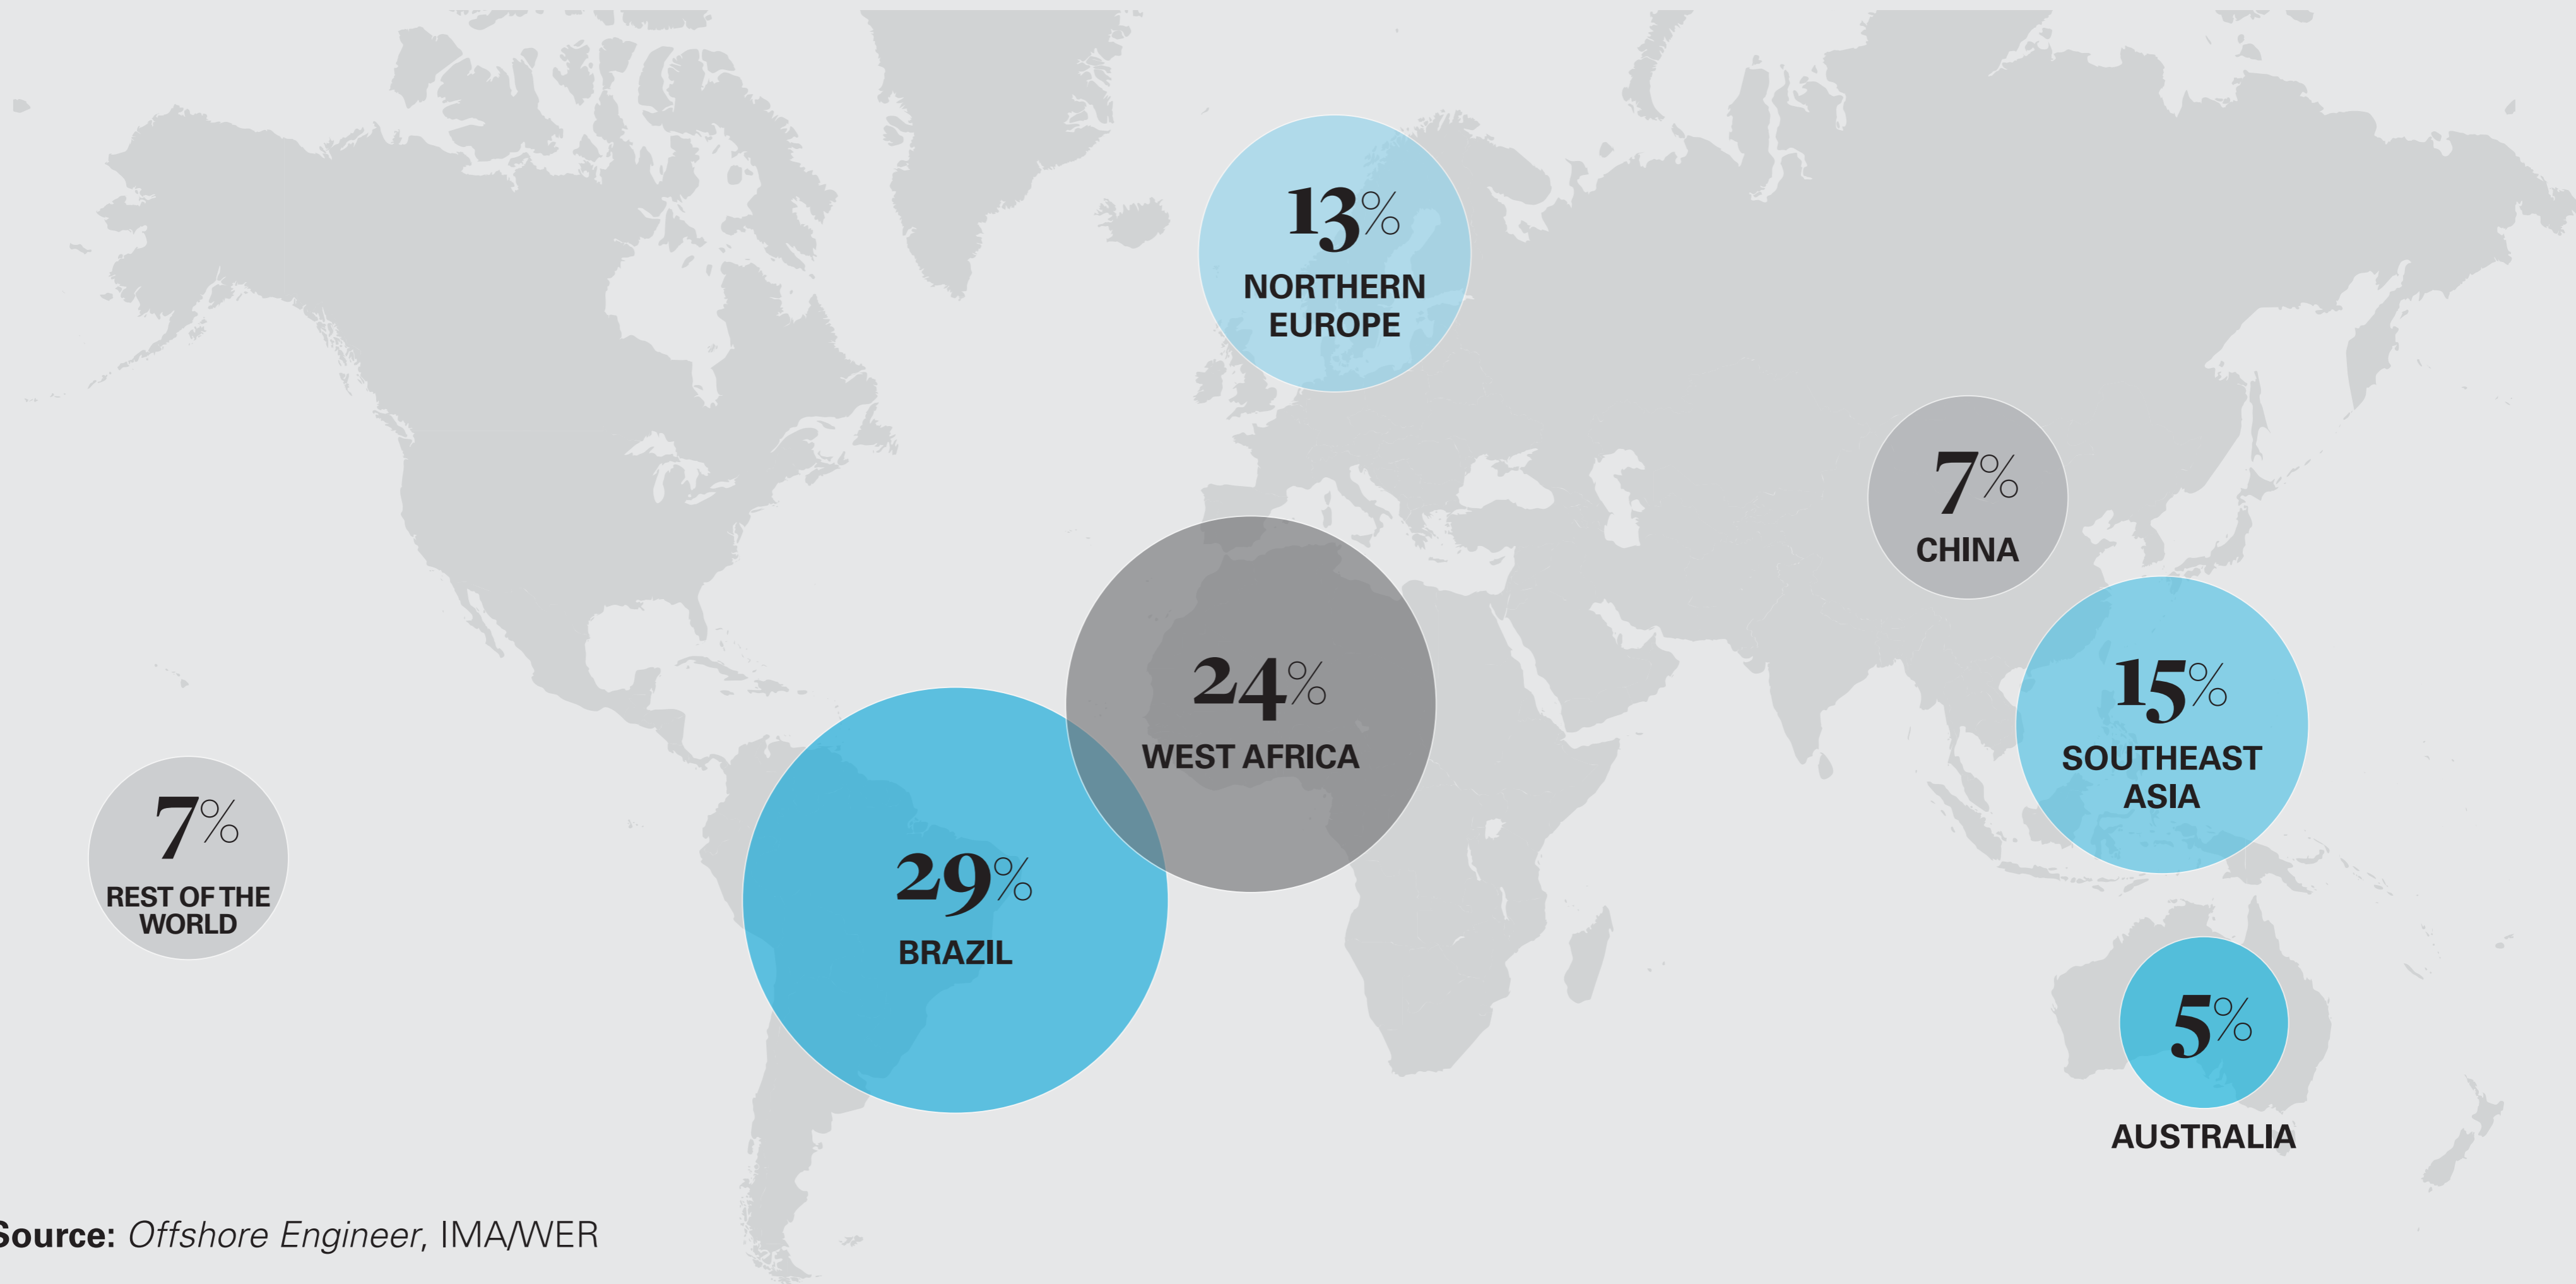 13%
NORTHERN
EUROPE
7%
CHINA
24%
WEST AFRICA
15%
SOUTHEAST
ASIA
7%
REST OF THE
WORLD
29%
BRAZIL
5%
AUSTRALIA
Source: Offshore Engineer, IMA/WER